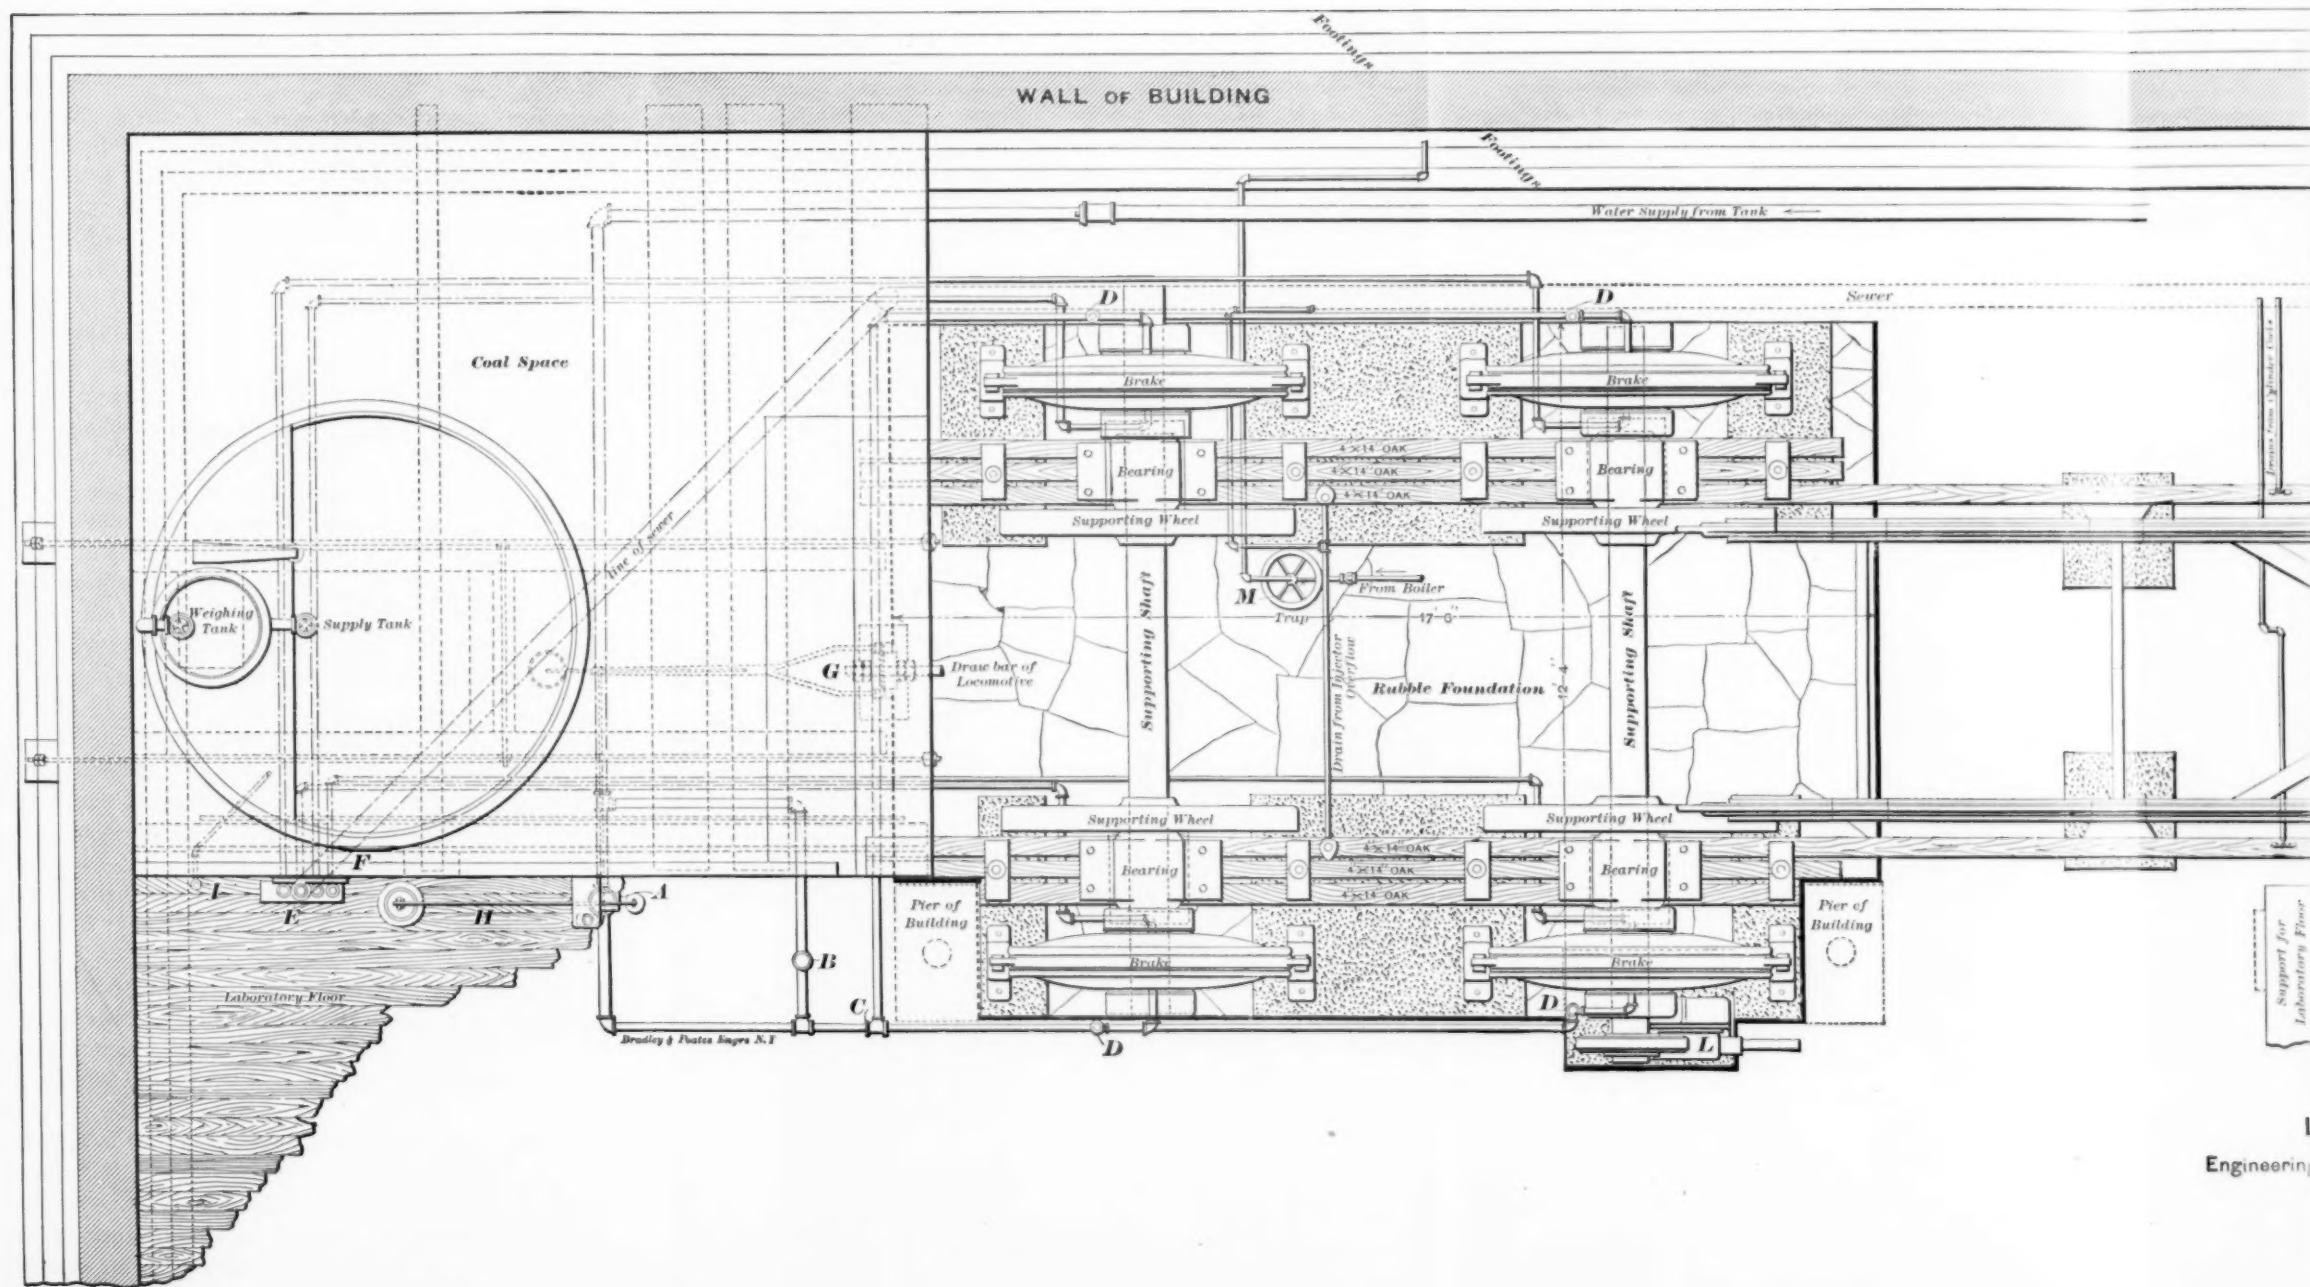 Footings
WALL OF BUILDING
Footings
Water Supply from Tank
Sewer
D
D
Coal Space
Brake
Brake
4"×14" OAK
4"×14" OAK
4"×14" OAK
Bearing
Bearing
Supporting Wheel
Supporting Wheel
line of sewer
From Boiler
M
Trap
17' 6"
Weighing
Tank
Supply Tank
Supporting Shaft
Supporting Shaft
G
Draw bar of
Locomotive
Drain from Injector
Overflow
Rubble Foundation
12' 4"
Supporting Wheel
Supporting Wheel
4"×14" OAK
4"×14" OAK
4"×14" OAK
Bearing
Bearing
F
I
E
H
A
Pier of
Building
Pier of
Building
Support for
Laboratory Floor
B
Brake
Brake
Laboratory Floor
C
D
D
L
Bradley & Poates Engrs N.Y
Engineering